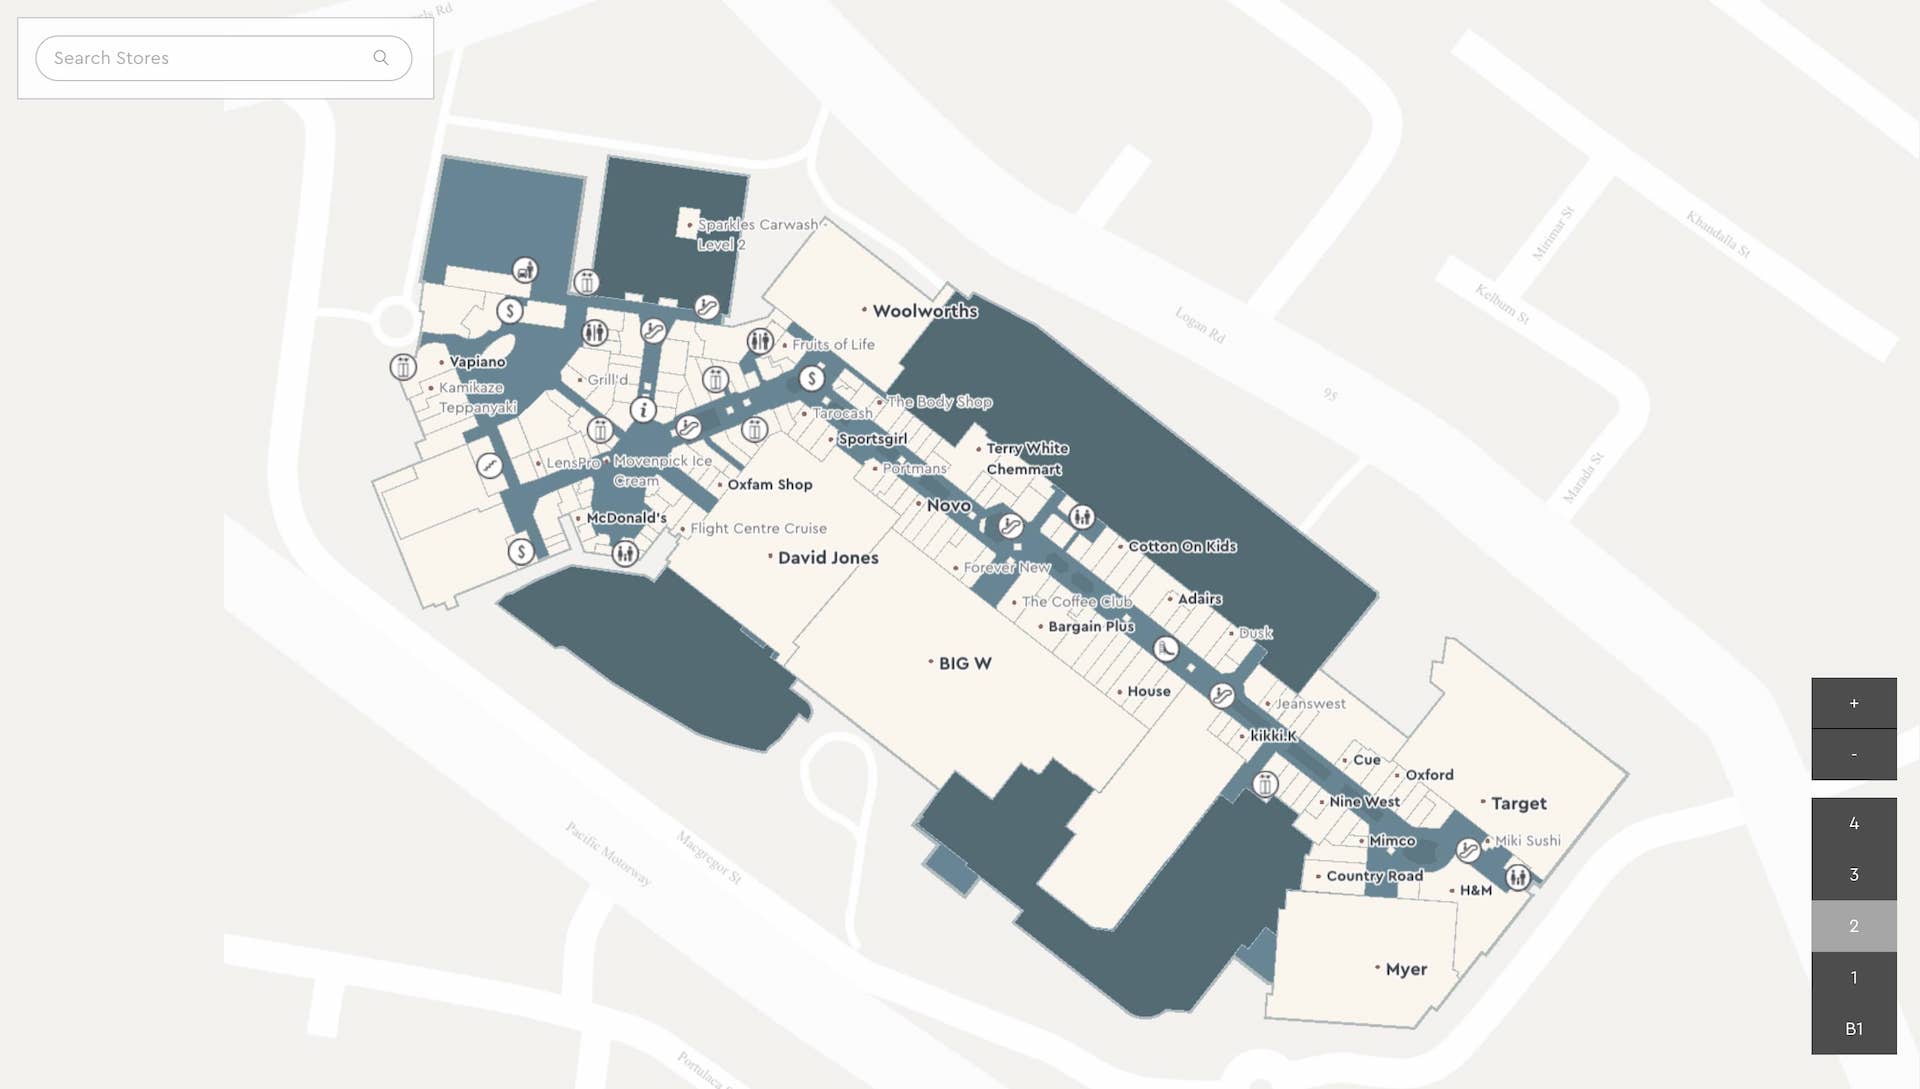 Search Stores
Sparkles Carwash -
Level 2
Woolworths
Fruits of Life
Vapiano
Kamikaze
Teppanyaki
Grill'd
$
$
$
i
The Body Shop
Tarocash
Sportsgirl
Portmans
Terry White
Chemmart
LensPro
Movenpick Ice
Cream
Oxfam Shop
Novo
McDonald's
Flight Centre Cruise
David Jones
Cotton On Kids
Forever New
The Coffee Club
Adairs
Bargain Plus
Dusk
BIG W
House
Jeanswest
kikki.K
Cue
Oxford
Nine West
Target
Mimco
Miki Sushi
Country Road
H&M
Myer
Logan Rd
95
Mirimar St
Khandalla St
Kelburn St
Marada St
Pacific Motorway
Macgregor St
Portulaca
+
-
4
3
2
1
B1